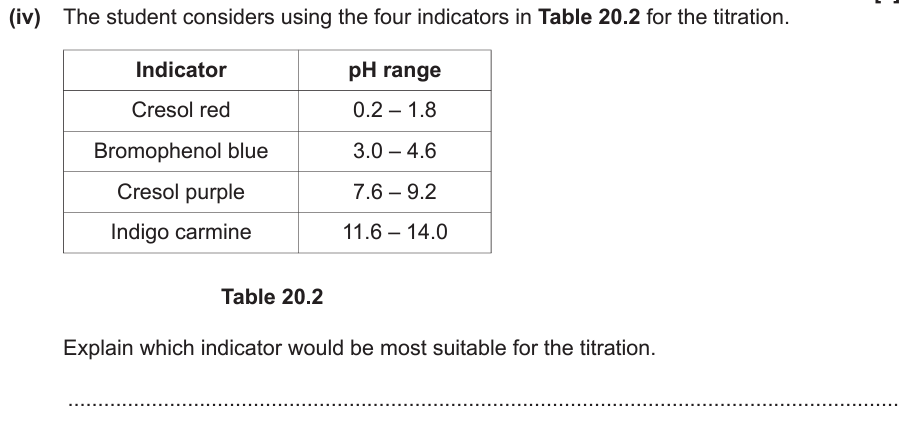 (iv) The student considers using the four indicators in Table 20.2 for the titration.
Indicator pH range
Cresol red 0.2 – 1.8
Bromophenol blue 3.0 – 4.6
Cresol purple 7.6 – 9.2
Indigo carmine 11.6 – 14.0
Table 20.2
Explain which indicator would be most suitable for the titration.